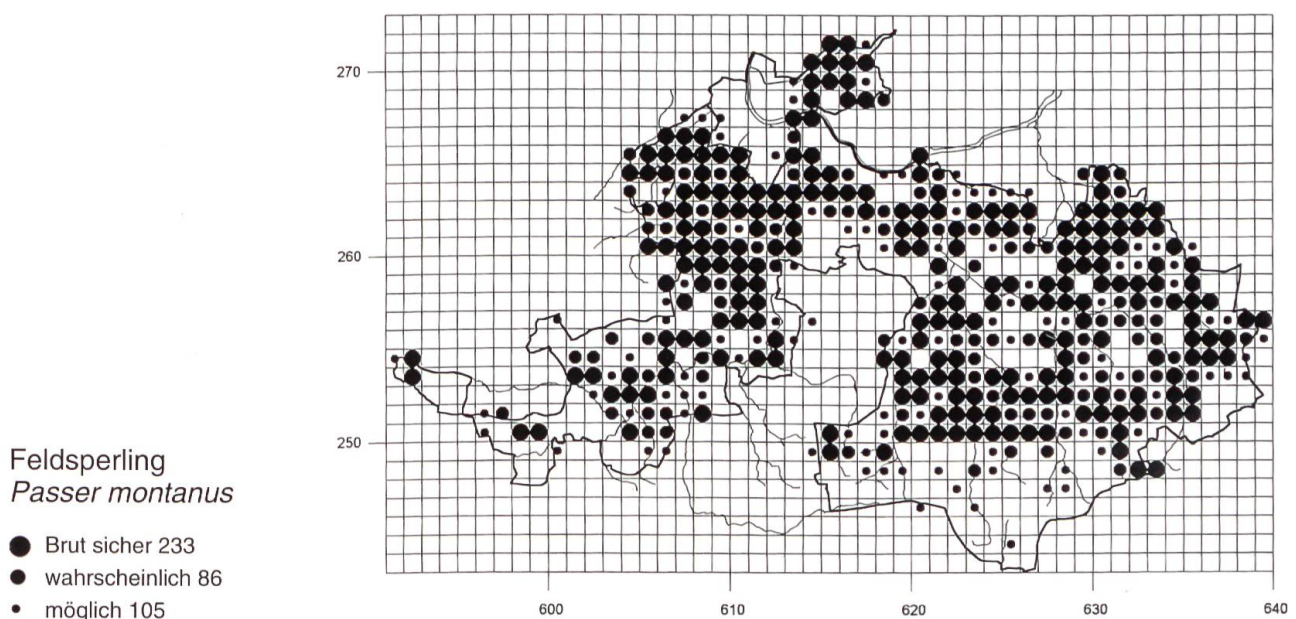 270
260
250
600
610
620
630
640
Feldsperling
Passer montanus
Brut sicher 233
wahrscheinlich 86
möglich 105